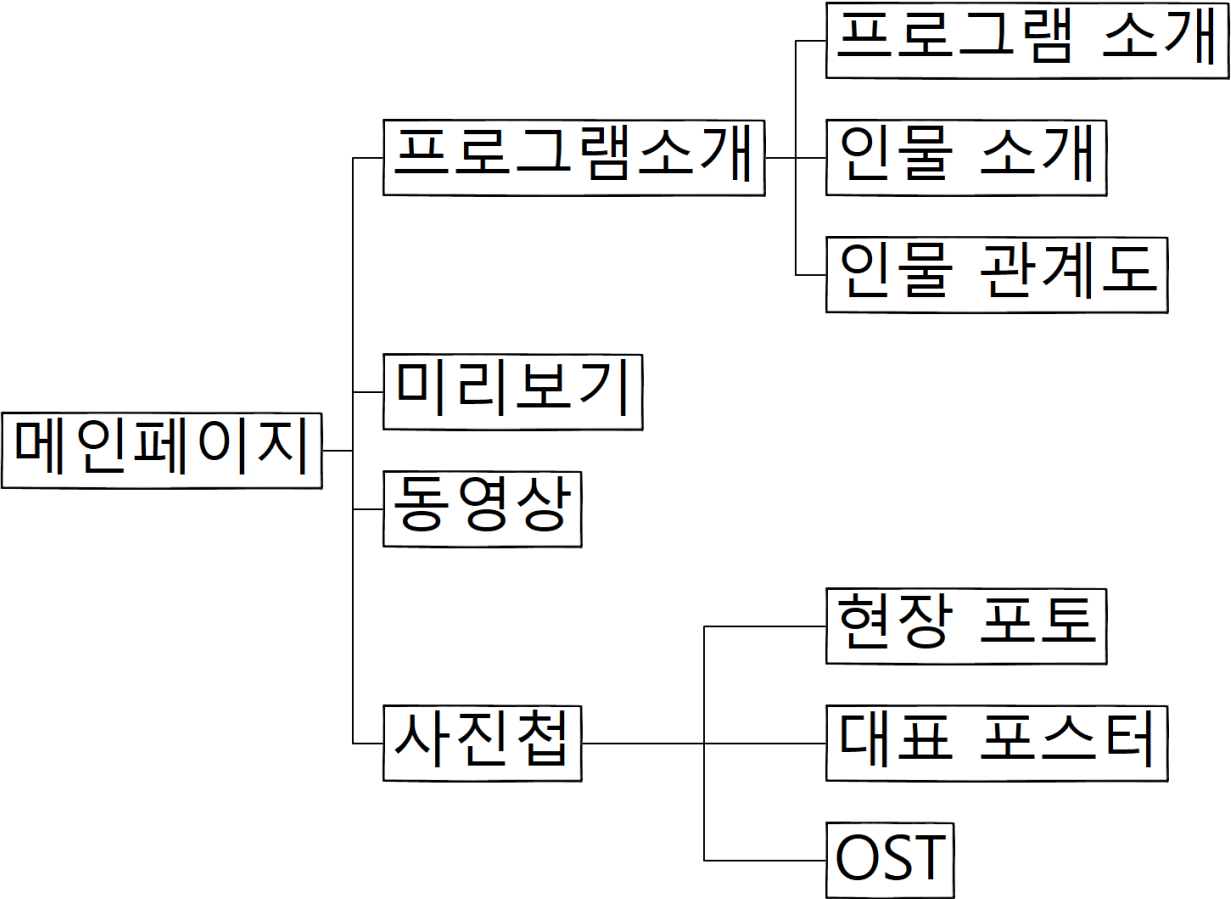 프로그램 소개
프로그램소개
인물 소개
인물 관계도
미리보기
메인페이지
동영상
현장 포토
사진첩
대표 포스터
OST